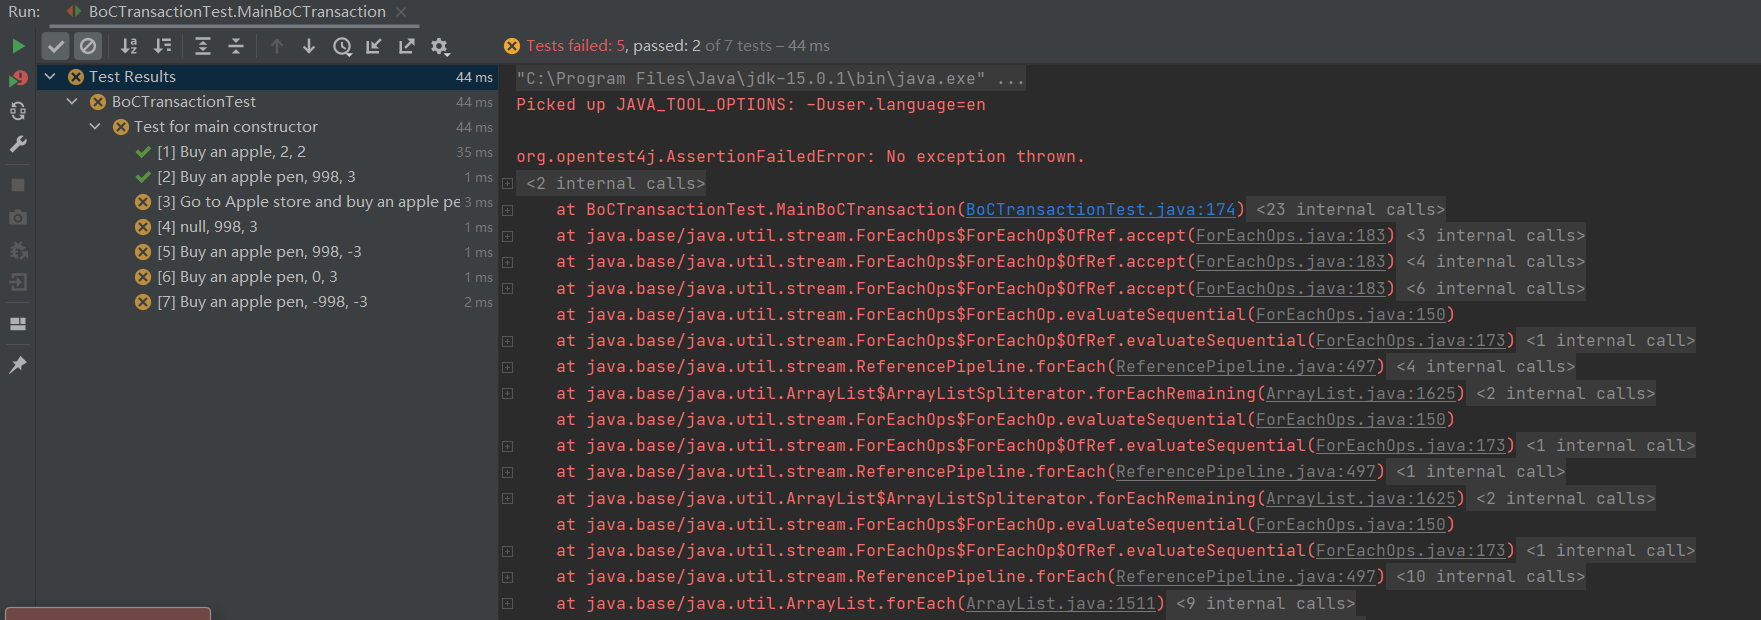 Run: BoCTransactionTest.MainBoCTransaction
Tests failed: 5, passed: 2 of 7 tests – 44 ms
Test Results 44 ms
BoCTransactionTest 44 ms
Test for main constructor 44 ms
[1] Buy an apple, 2, 2 35 ms
[2] Buy an apple pen, 998, 3 1 ms
[3] Go to Apple store and buy an apple pe 3 ms
[4] null, 998, 3 1 ms
[5] Buy an apple pen, 998, -3 1 ms
[6] Buy an apple pen, 0, 3 1 ms
[7] Buy an apple pen, -998, -3 2 ms
"C:\Program Files\Java\jdk-15.0.1\bin\java.exe" ...
Picked up JAVA_TOOL_OPTIONS: -Duser.language=en
org.opentest4j.AssertionFailedError: No exception thrown.
<2 internal calls>
at BoCTransactionTest.MainBoCTransaction(BoCTransactionTest.java:174) <23 internal calls>
at java.base/java.util.stream.ForEachOps$ForEachOp$OfRef.accept(ForEachOps.java:183) <3 internal calls>
at java.base/java.util.stream.ForEachOps$ForEachOp$OfRef.accept(ForEachOps.java:183) <4 internal calls>
at java.base/java.util.stream.ForEachOps$ForEachOp$OfRef.accept(ForEachOps.java:183) <6 internal calls>
at java.base/java.util.stream.ForEachOps$ForEachOp.evaluateSequential(ForEachOps.java:150)
at java.base/java.util.stream.ForEachOps$ForEachOp$OfRef.evaluateSequential(ForEachOps.java:173) <1 internal call>
at java.base/java.util.stream.ReferencePipeline.forEach(ReferencePipeline.java:497) <4 internal calls>
at java.base/java.util.ArrayList$ArrayListSpliterator.forEachRemaining(ArrayList.java:1625) <2 internal calls>
at java.base/java.util.stream.ForEachOps$ForEachOp.evaluateSequential(ForEachOps.java:150)
at java.base/java.util.stream.ForEachOps$ForEachOp$OfRef.evaluateSequential(ForEachOps.java:173) <1 internal call>
at java.base/java.util.stream.ReferencePipeline.forEach(ReferencePipeline.java:497) <1 internal call>
at java.base/java.util.ArrayList$ArrayListSpliterator.forEachRemaining(ArrayList.java:1625) <2 internal calls>
at java.base/java.util.stream.ForEachOps$ForEachOp.evaluateSequential(ForEachOps.java:150)
at java.base/java.util.stream.ForEachOps$ForEachOp$OfRef.evaluateSequential(ForEachOps.java:173) <1 internal call>
at java.base/java.util.stream.ReferencePipeline.forEach(ReferencePipeline.java:497) <10 internal calls>
at java.base/java.util.ArrayList.forEach(ArrayList.java:1511) <9 internal calls>